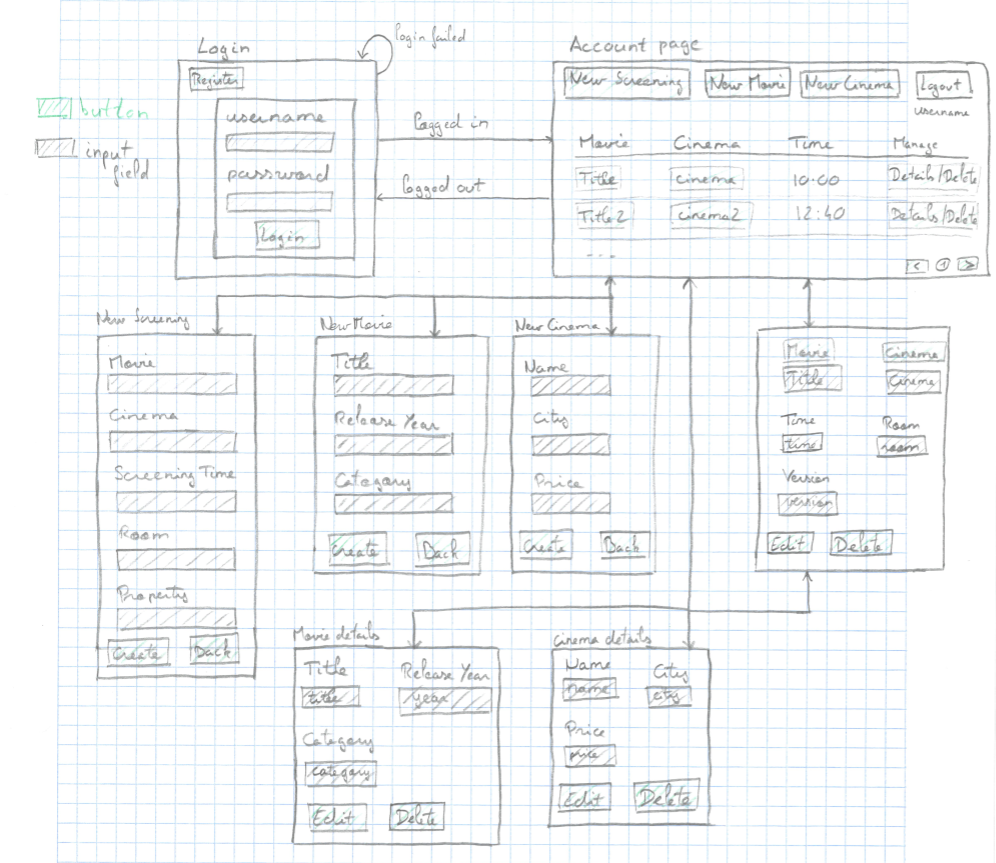 Login
login failed
Register
username
password
Login
button
input
field
Logged in
Logged out
Account page
New Screening
New Movie
New Cinema
Logout
username
Movie Cinema Time Manage
Title cinema 10:00 Details/Delete
Title2 cinema2 12:40 Details/Delete
...
< 1 >
New Screening
Movie
Cinema
Screening Time
Room
Property
Create Back
New Movie
Title
Release Year
Category
Create Back
New Cinema
Name
City
Price
Create Back
Movie Cinema
Title Cinema
Time Room
time room
Version
version
Edit Delete
Movie details
Title Release Year
title year
Category
category
Edit Delete
Cinema details
Name City
name city
Price
price
Edit Delete